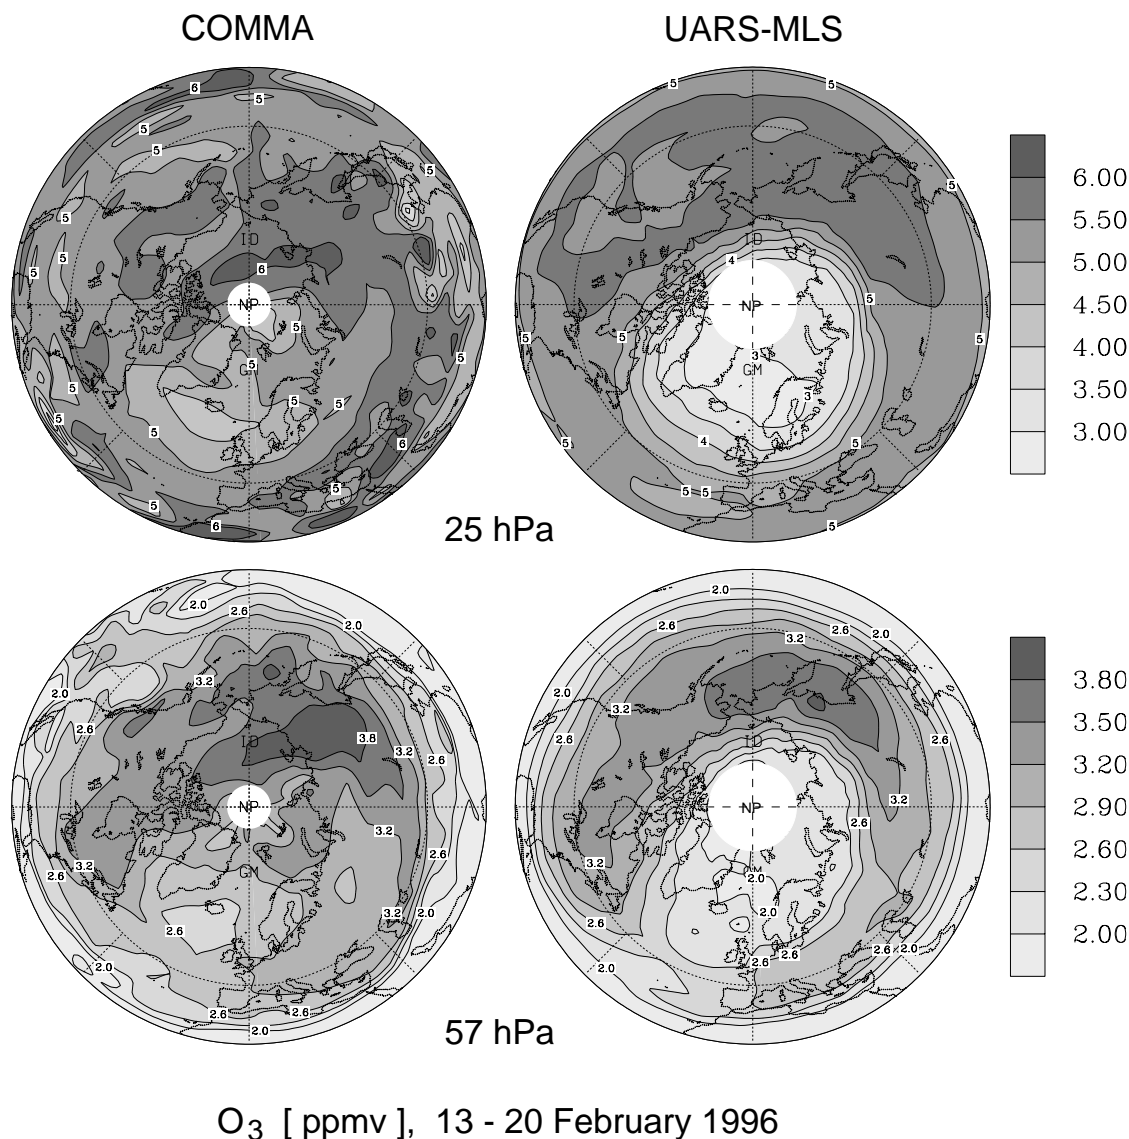 COMMA UARS-MLS
6 5 5 5
5 5 5
5 5
5 5 5
ID ID
6 4
5 5 5
NP NP
5 5 5 5
5 3
GM GM
5 5 5 3
5 5 4 5
6
5 5 5
5 6 5
6.00
5.50
5.00
4.50
4.00
3.50
3.00
25 hPa
2.0 2.6 2.0 2.0 2.6 3.2 2.6 2.0
2.0 3.2 2.0 3.2
2.6 3.8 3.2 2.6 2.6 2.6
ID ID
NP NP
3.2 2.6 3.2
2.6 3.2 2.6 3.2
GM 2.0
2.6 3.2 2.0 2.6 2.0
2.0 2.0 2.6 2.6 2.6 2.0
2.6 2.6
2.0
3.80
3.50
3.20
2.90
2.60
2.30
2.00
57 hPa
O3 [ ppmv ], 13 - 20 February 1996